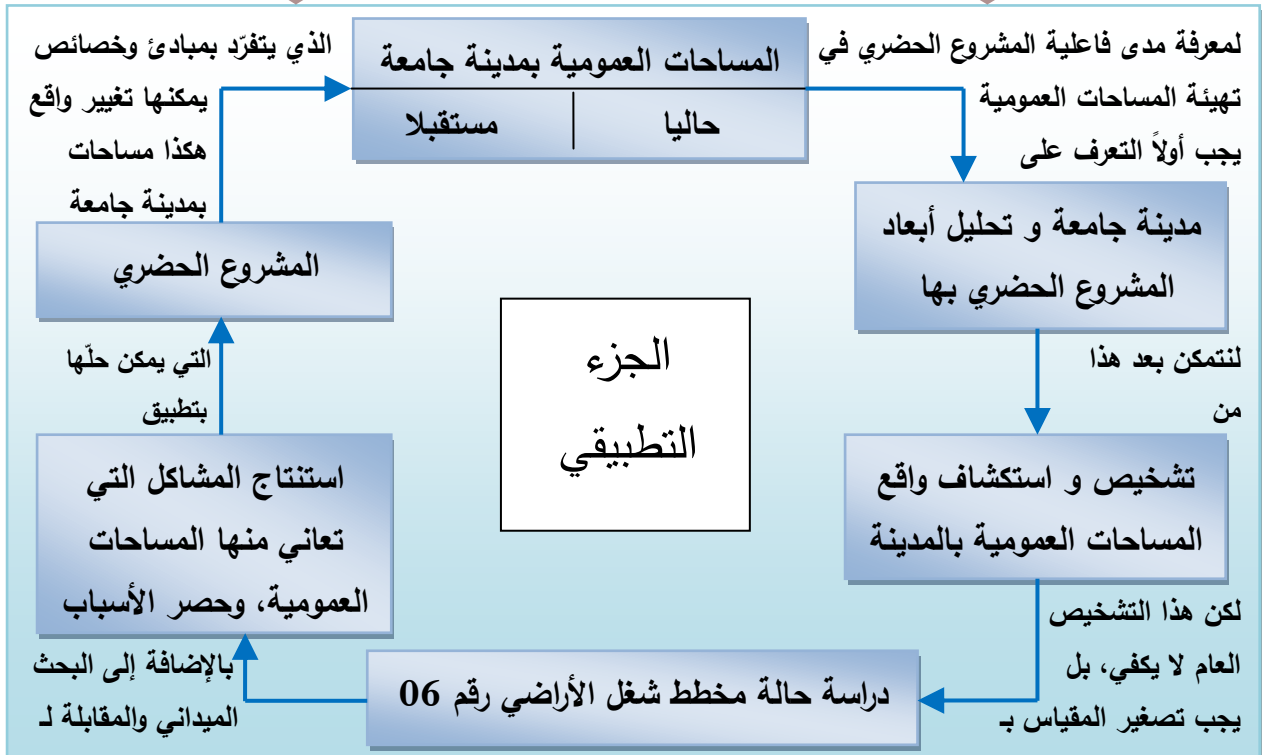 المساحات العمومية بمدينة جامعة
حاليا
مستقبلا
لمعرفة مدى فاعلية المشروع الحضري في
تهيئة المساحات العمومية
يجب أولاً التعرف على
مدينة جامعة و تحليل أبعاد
المشروع الحضري بها
لنتمكن بعد هذا
من
تشخيص و استكشاف واقع
المساحات العمومية بالمدينة
لكن هذا التشخيص
العام لا يكفي، بل
يجب تصغير المقياس بـ
دراسة حالة مخطط شغل الأراضي رقم 06
بالإضافة إلى البحث
الميداني والمقابلة لـ
استنتاج المشاكل التي
تعاني منها المساحات
العمومية، وحصر الأسباب
التي يمكن حلّها
بتطبيق
المشروع الحضري
الذي يتفرّد بمبادئ وخصائص
يمكنها تغيير واقع
هكذا مساحات
بمدينة جامعة
الجزء
التطبيقي